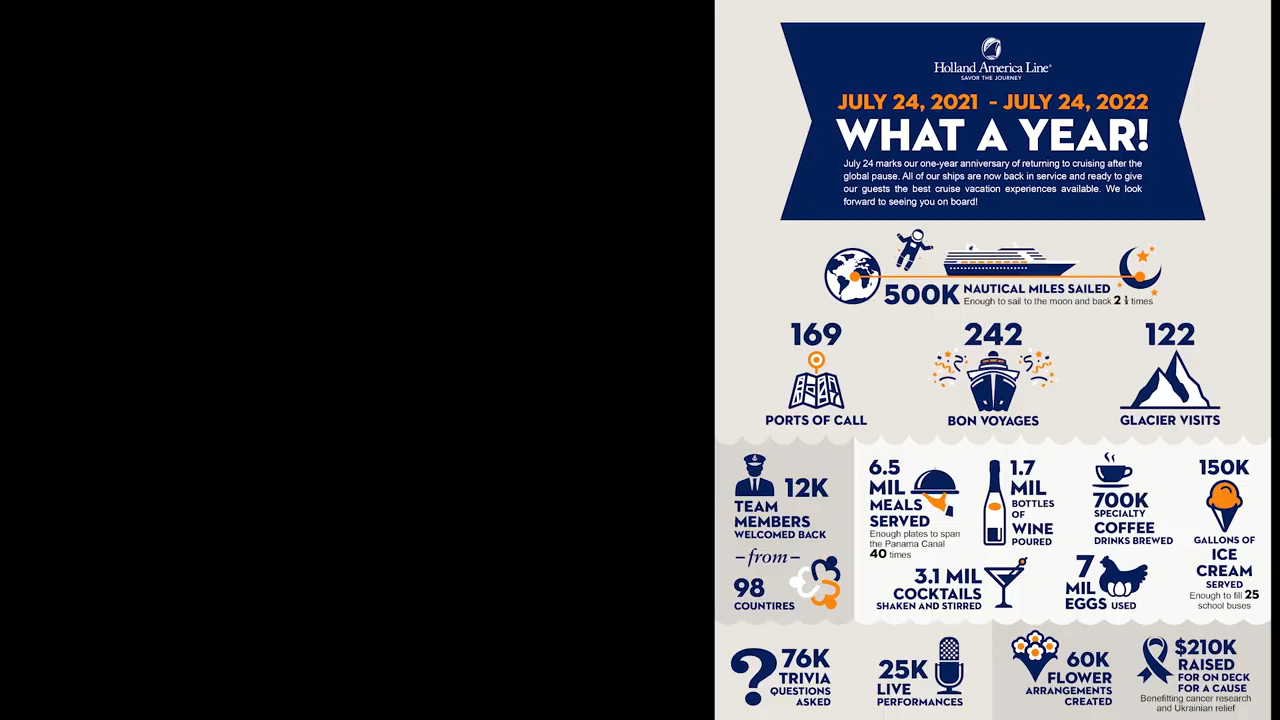 Holland America Line®
SAVOR THE JOURNEY
JULY 24, 2021 - JULY 24, 2022
WHAT A YEAR!
July 24 marks our one-year anniversary of returning to cruising after the
global pause. All of our ships are now back in service and ready to give
our guests the best cruise vacation experiences available. We look
forward to seeing you on board!
500K NAUTICAL MILES SAILED
Enough to sail to the moon and back 2 times
169
PORTS OF CALL
242
BON VOYAGES
122
GLACIER VISITS
12K
TEAM
MEMBERS
WELCOMED BACK
–from–
98
COUNTIRES
6.5
MIL
MEALS
SERVED
Enough plates to span
the Panama Canal
40 times
1.7
MIL
BOTTLES
OF
WINE
POURED
700K
SPECIALTY
COFFEE
DRINKS BREWED
150K
GALLONS OF
ICE
CREAM
SERVED
Enough to fill 25
school buses
3.1 MIL
COCKTAILS
SHAKEN AND STIRRED
7
MIL
EGGS USED
76K
TRIVIA
QUESTIONS
ASKED
25K
LIVE
PERFORMANCES
60K
FLOWER
ARRANGEMENTS
CREATED
$210K
RAISED
FOR ON DECK
FOR A CAUSE
Benefitting cancer research
and Ukrainian relief